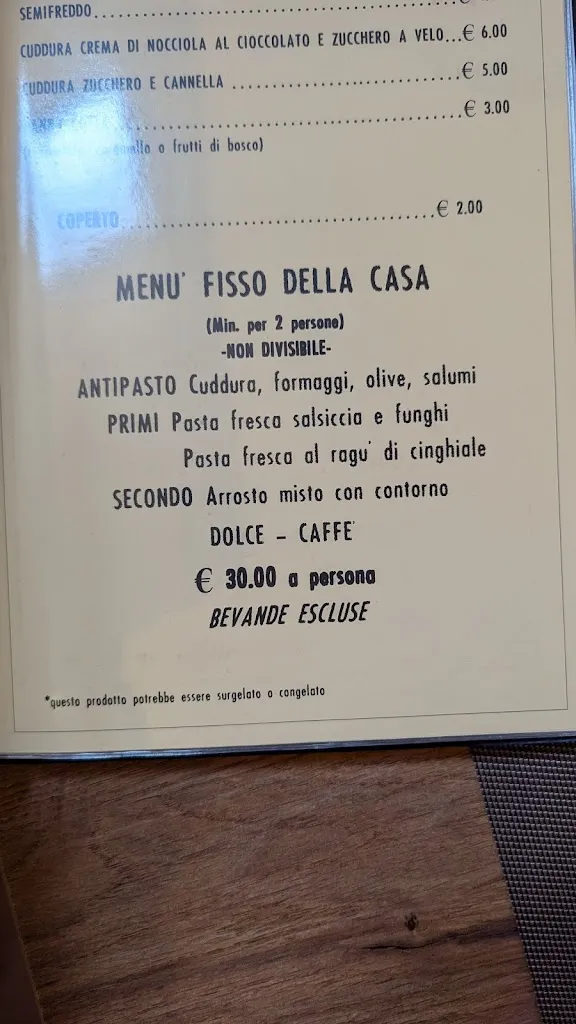 SEMIFREDDO
CUDDURA CREMA DI NOCCIOLA AL CIOCCOLATO E ZUCCHERO A VELO...€ 6.00
CUDDURA ZUCCHERO E CANNELLA ................................€ 5.00
€ 3.00
o frutti di bosco)
COPERTO................................€ 2.00
MENU' FISSO DELLA CASA
(Min. per 2 persone)
-NON DIVISIBILE-
ANTIPASTO Cuddura, formaggi, olive, salumi
PRIMI Pasta fresca salsiccia e funghi
Pasta fresca al ragu' di cinghiale
SECONDO Arrosto misto con contorno
DOLCE - CAFFE'
€ 30.00 a persona
BEVANDE ESCLUSE
*questo prodotto potrebbe essere surgelato o congelato